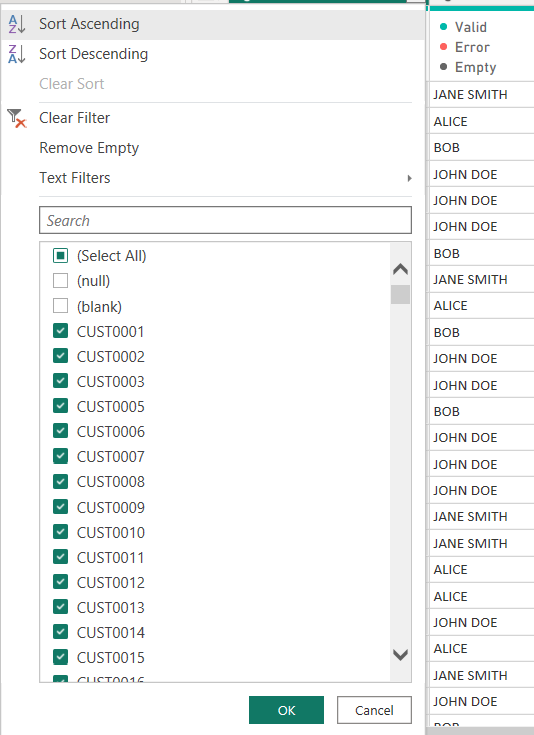 Sort Ascending
Sort Descending
Clear Sort
Clear Filter
Remove Empty
Text Filters
Search
(Select All)
(null)
(blank)
CUST0001
CUST0002
CUST0003
CUST0005
CUST0006
CUST0007
CUST0008
CUST0009
CUST0010
CUST0011
CUST0012
CUST0013
CUST0014
CUST0015
CUST0016
OK Cancel
Valid
Error
Empty
JANE SMITH
ALICE
BOB
JOHN DOE
JOHN DOE
JOHN DOE
BOB
JANE SMITH
ALICE
BOB
JOHN DOE
JOHN DOE
BOB
JOHN DOE
JOHN DOE
JOHN DOE
JANE SMITH
JANE SMITH
ALICE
ALICE
JOHN DOE
ALICE
JANE SMITH
JOHN DOE
BOB